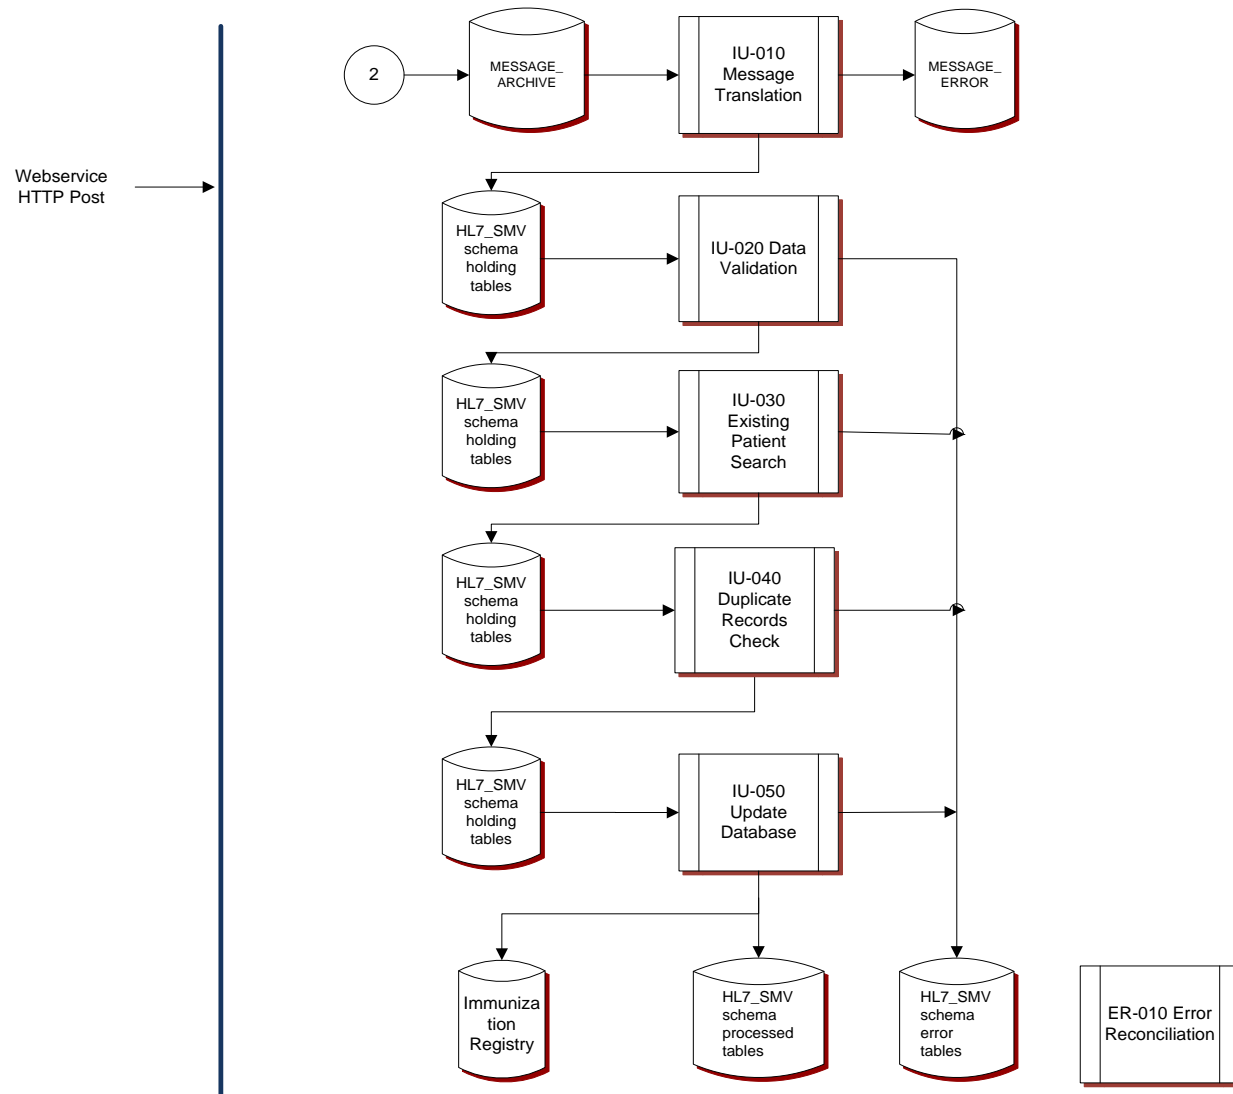 2
MESSAGE_
ARCHIVE
IU-010
Message
Translation
MESSAGE_
ERROR
Webservice
HTTP Post
HL7_SMV
schema
holding
tables
IU-020 Data
Validation
HL7_SMV
schema
holding
tables
IU-030
Existing
Patient
Search
HL7_SMV
schema
holding
tables
IU-040
Duplicate
Records
Check
HL7_SMV
schema
holding
tables
IU-050
Update
Database
Immuniza
tion
Registry
HL7_SMV
schema
processed
tables
HL7_SMV
schema
error
tables
ER-010 Error
Reconciliation